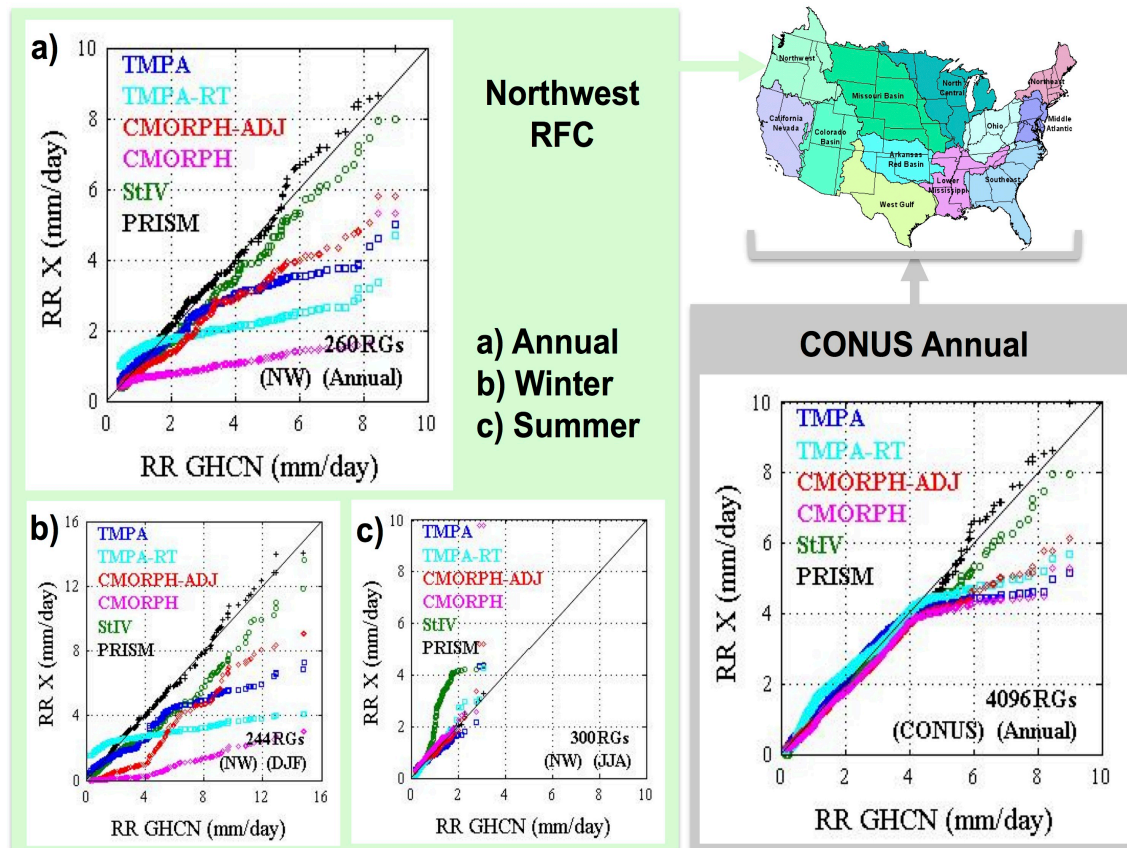 a)
10
8
6
4
2
0
RR X (mm/day)
TMPA
TMPA-RT
CMORPH-ADJ
CMORPH
StIV
PRISM
260RGs
(NW) (Annual)
0 2 4 6 8 10
RR GHCN (mm/day)
Northwest
RFC
a) Annual
b) Winter
c) Summer
Northwest
Missouri Basin
North
Central
Northeast
California
Nevada
Colorado
Basin
Ohio
Middle
Atlantic
Arkansas
Red Basin
Lower
Mississippi
Southeast
West Gulf
b)
16
12
8
4
0
RR X (mm/day)
TMPA
TMPA-RT
CMORPH-ADJ
CMORPH
StIV
PRISM
244RGs
(NW) (DJF)
0 4 8 12 16
RR GHCN (mm/day)
c)
10
8
6
4
2
0
RR X (mm/day)
TMPA
TMPA-RT
CMORPH-ADJ
CMORPH
StIV
PRISM
300RGs
(NW) (JJA)
0 2 4 6 8 10
RR GHCN (mm/day)
CONUS Annual
10
8
6
4
2
0
RR X (mm/day)
TMPA
TMPA-RT
CMORPH-ADJ
CMORPH
StIV
PRISM
4096RGs
(CONUS) (Annual)
0 2 4 6 8 10
RR GHCN (mm/day)